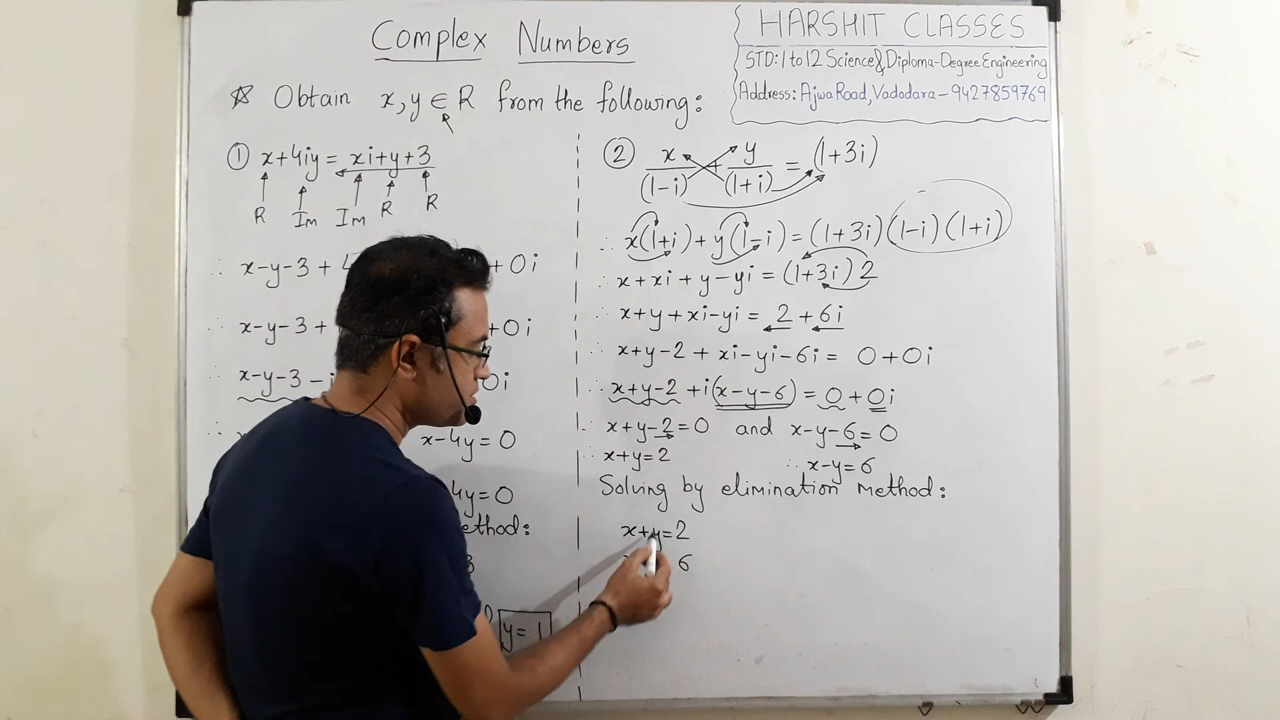 Complex Numbers
HARSHIT CLASSES
STD: 1 to 12 Science & Diploma-Degree Engineering
Address: Ajwa Road, Vadodara - 9427859769
☆ Obtain x, y ∈ R from the following:
① x+4iy = xi+y+3
R Im Im R R
∴ x-y-3 + 4 + 0i
∴ x-y-3 + + 0i
∴ x-y-3 - i 0i
∴ x-4y=0
4y=0
ethod:
3
y=1
② x/(1-i) + y/(1+i) = (1+3i)
∴ x(1+i) + y(1-i) = (1+3i)(1-i)(1+i)
∴ x+xi+y-yi = (1+3i)2
∴ x+y+xi-yi = 2+6i
∴ x+y-2 + xi-yi-6i = 0+0i
∴ x+y-2 + i(x-y-6) = 0+0i
∴ x+y-2=0 and x-y-6=0
∴ x+y=2 ∴ x-y=6
Solving by elimination method:
x+y=2
6